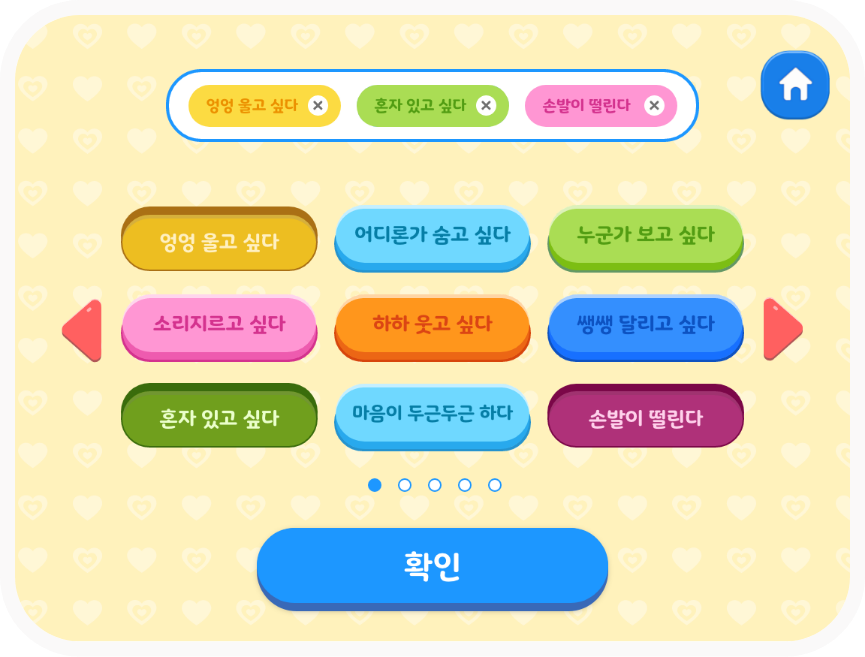 엉엉 울고 싶다
혼자 있고 싶다
손발이 떨린다
엉엉 울고 싶다
어디론가 숨고 싶다
누군가 보고 싶다
소리지르고 싶다
하하 웃고 싶다
쌩쌩 달리고 싶다
혼자 있고 싶다
마음이 두근두근 하다
손발이 떨린다
확인